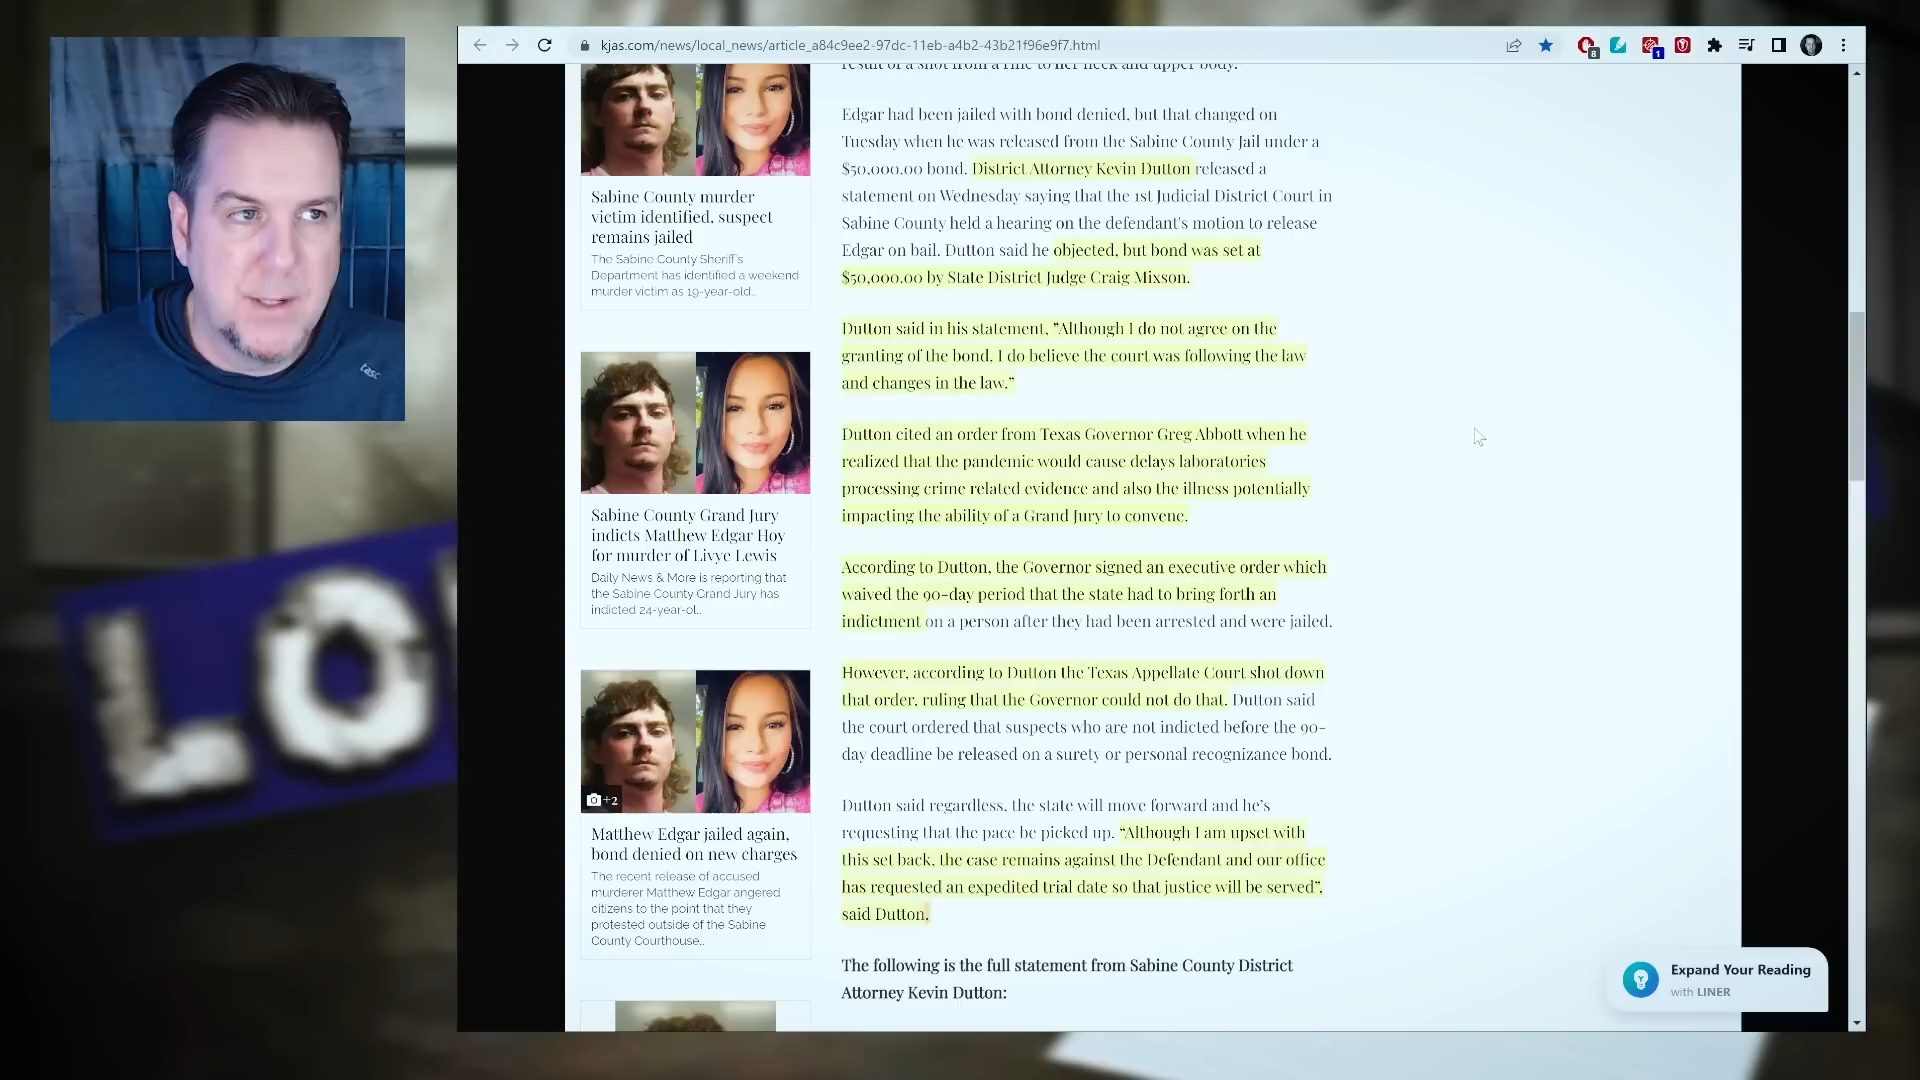 kjas.com/news/local_news/article_a84c9ee2-97dc-11eb-a4b2-43b21f96e9f7.html
8
1
result of a shot from a rifle to her neck and upper body.
Edgar had been jailed with bond denied, but that changed on
Tuesday when he was released from the Sabine County Jail under a
$50,000.00 bond. District Attorney Kevin Dutton released a
statement on Wednesday saying that the 1st Judicial District Court in
Sabine County held a hearing on the defendant's motion to release
Edgar on bail. Dutton said he objected, but bond was set at
$50,000.00 by State District Judge Craig Mixson.
Dutton said in his statement, "Although I do not agree on the
granting of the bond, I do believe the court was following the law
and changes in the law."
Dutton cited an order from Texas Governor Greg Abbott when he
realized that the pandemic would cause delays laboratories
processing crime related evidence and also the illness potentially
impacting the ability of a Grand Jury to convene.
According to Dutton, the Governor signed an executive order which
waived the 90-day period that the state had to bring forth an
indictment on a person after they had been arrested and were jailed.
However, according to Dutton the Texas Appellate Court shot down
that order, ruling that the Governor could not do that. Dutton said
the court ordered that suspects who are not indicted before the 90-
day deadline be released on a surety or personal recognizance bond.
Dutton said regardless, the state will move forward and he's
requesting that the pace be picked up. "Although I am upset with
this set back, the case remains against the Defendant and our office
has requested an expedited trial date so that justice will be served",
said Dutton.
The following is the full statement from Sabine County District
Attorney Kevin Dutton:
Sabine County murder
victim identified, suspect
remains jailed
The Sabine County Sheriff's
Department has identified a weekend
murder victim as 19-year-old...
Sabine County Grand Jury
indicts Matthew Edgar Hoy
for murder of Livye Lewis
Daily News & More is reporting that
the Sabine County Grand Jury has
indicted 24-year-ol...
+2
Matthew Edgar jailed again,
bond denied on new charges
The recent release of accused
murderer Matthew Edgar angered
citizens to the point that they
protested outside of the Sabine
County Courthouse...
Expand Your Reading
with LINER
tasc
LO